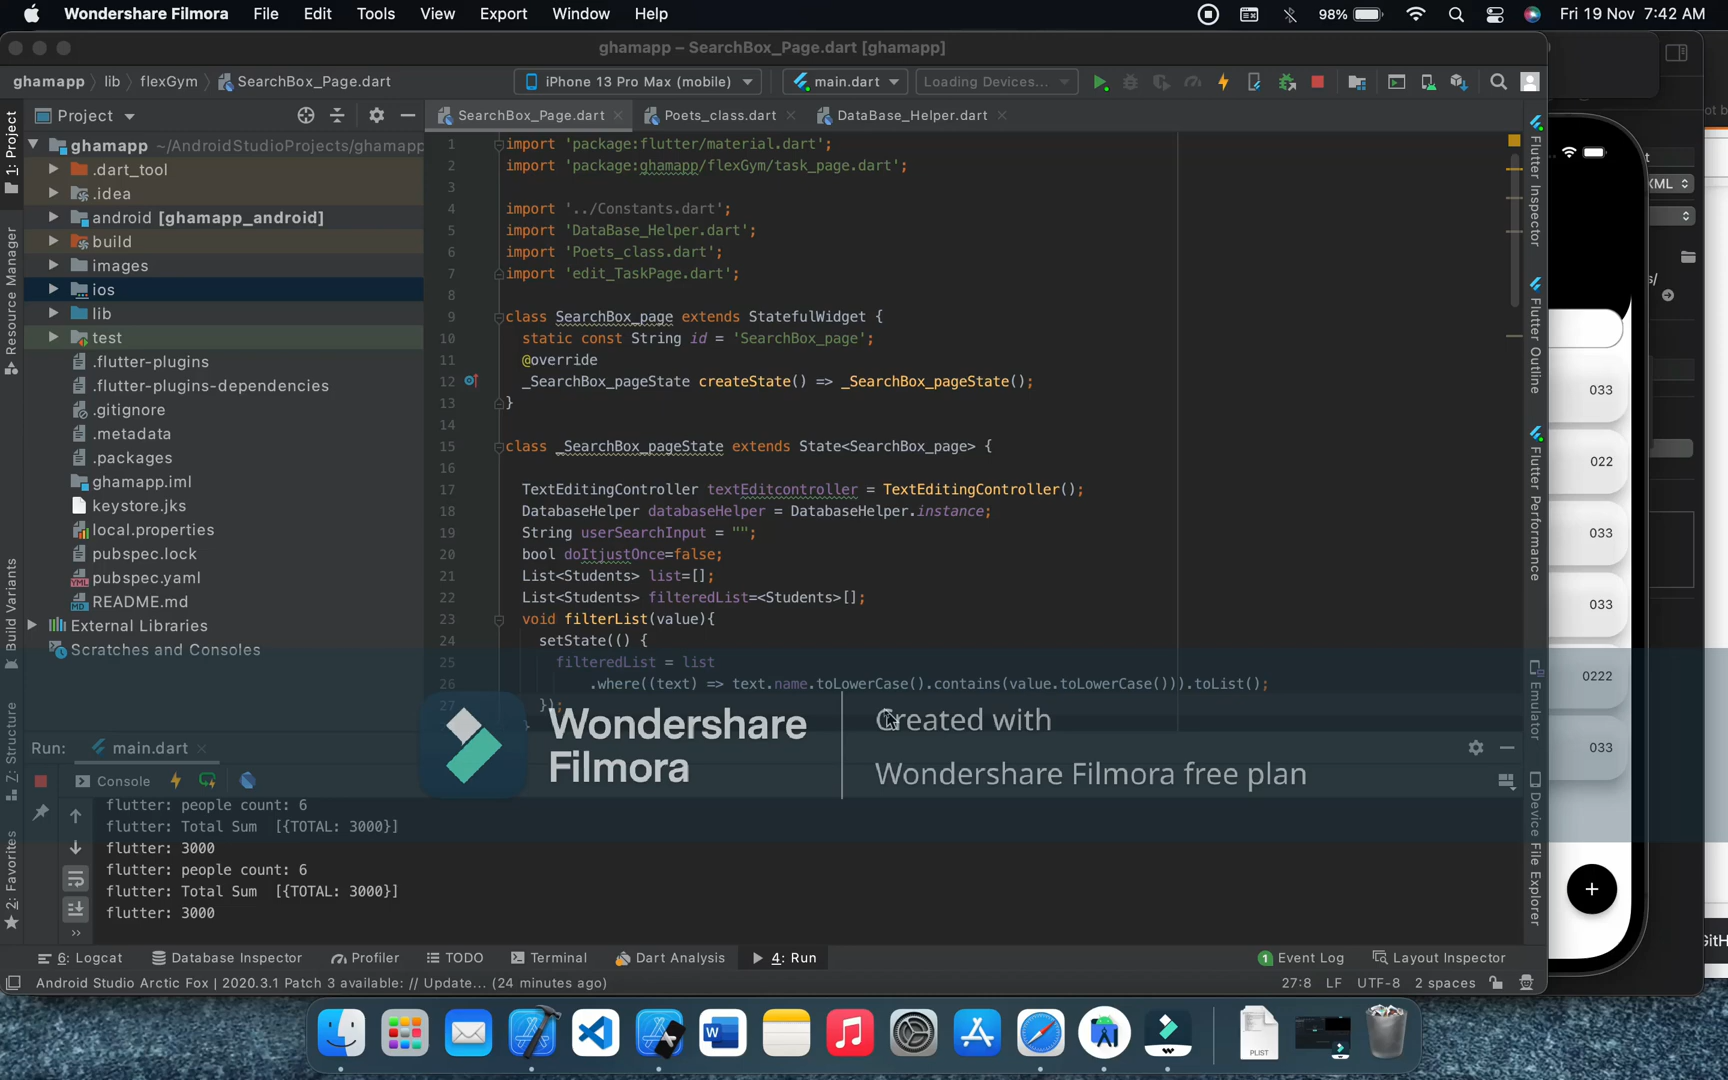 Wondershare Filmora File Edit Tools View Export Window Help 98% Fri 19 Nov 7:42 AM
ghamapp – SearchBox_Page.dart [ghamapp]
ghamapp lib flexGym SearchBox_Page.dart iPhone 13 Pro Max (mobile) main.dart Loading Devices...
Project SearchBox_Page.dart Poets_class.dart DataBase_Helper.dart
1: Project
Resource Manager
Build Variants
7: Structure
2: Favorites
ghamapp ~/AndroidStudioProjects/ghamapp
.dart_tool
.idea
android [ghamapp_android]
build
images
ios
lib
test
.flutter-plugins
.flutter-plugins-dependencies
.gitignore
.metadata
.packages
ghamapp.iml
keystore.jks
local.properties
pubspec.lock
pubspec.yaml
README.md
External Libraries
Scratches and Consoles
1 import 'package:flutter/material.dart';
2 import 'package:ghamapp/flexGym/task_page.dart';
3
4 import '../Constants.dart';
5 import 'DataBase_Helper.dart';
6 import 'Poets_class.dart';
7 import 'edit_TaskPage.dart';
8
9 class SearchBox_page extends StatefulWidget {
10 static const String id = 'SearchBox_page';
11 @override
12 _SearchBox_pageState createState() => _SearchBox_pageState();
13 }
14
15 class _SearchBox_pageState extends State<SearchBox_page> {
16
17 TextEditingController textEditcontroller = TextEditingController();
18 DatabaseHelper databaseHelper = DatabaseHelper.instance;
19 String userSearchInput = "";
20 bool doItjustOnce=false;
21 List<Students> list=[];
22 List<Students> filteredList=<Students>[];
23 void filterList(value){
24 setState(() {
25 filteredList = list
26 .where((text) => text.name.toLowerCase().contains(value.toLowerCase())).toList();
27 });
Flutter Inspector
Flutter Outline
Flutter Performance
Emulator
Device File Explorer
XML
033
022
033
033
0222
033
+
GitH
Wondershare
Filmora
Created with
Wondershare Filmora free plan
Run: main.dart
Console
flutter: people count: 6
flutter: Total Sum [{TOTAL: 3000}]
flutter: 3000
flutter: people count: 6
flutter: Total Sum [{TOTAL: 3000}]
flutter: 3000
6: Logcat Database Inspector Profiler TODO Terminal Dart Analysis 4: Run 1 Event Log Layout Inspector
Android Studio Arctic Fox | 2020.3.1 Patch 3 available: // Update... (24 minutes ago) 27:8 LF UTF-8 2 spaces
PLIST